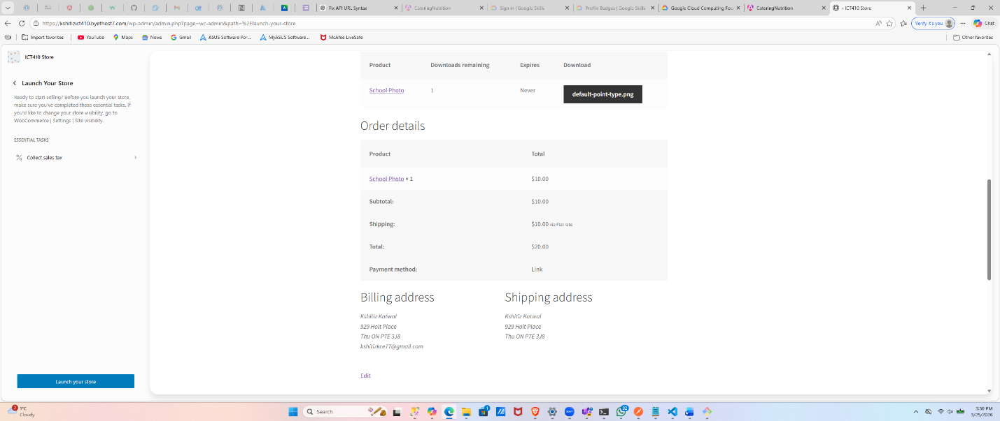 Fix API URL Syntax
CateringNutrition
Sign-in | Google Skills
Profile Badges | Google Skills
Google Cloud Computing Four
CateringNutrition
› ICT410 Store
https://kshitizict410.byethost7.com/wp-admin/admin.php?page=wc-admin&path=%2Flaunch-your-store
Verify it's you
Chat
Import favorites
YouTube
Maps
News
Gmail
ASUS Software Por...
MyASUS Software...
McAfee LiveSafe
Other favorites
ICT410 Store
Launch Your Store
Ready to start selling? Before you launch your store,
make sure you've completed these essential tasks. If
you'd like to change your store visibility, go to
WooCommerce | Settings | Site visibility.
ESSENTIAL TASKS
Collect sales tax
Launch your store
Product Downloads remaining Expires Download
School Photo 1 Never default-point-type.png
Order details
Product Total
School Photo × 1 $10.00
Subtotal: $10.00
Shipping: $10.00 via Flat rate
Total: $20.00
Payment method: Link
Billing address
Kshitiz Katwal
929 Holt Place
Thu ON P7E 3J8
kshitizkce77@gmail.com
Shipping address
Kshitiz Katwal
929 Holt Place
Thu ON P7E 3J8
Edit
2
1°C
Cloudy
Search
1
92
3:30 PM
3/25/2026